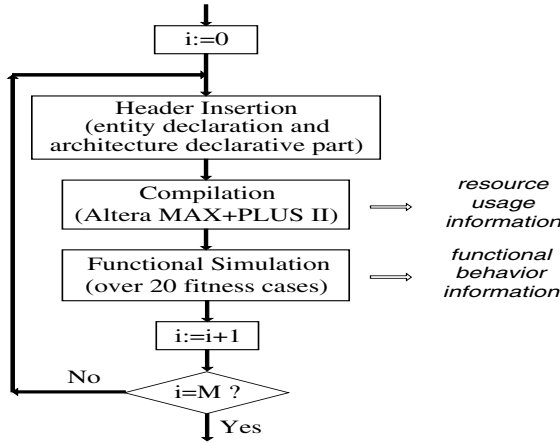 i:=0
Header Insertion
(entity declaration and
architecture declarative part)
Compilation
(Altera MAX+PLUS II)
resource
usage
information
Functional Simulation
(over 20 fitness cases)
functional
behavior
information
i:=i+1
No
i=M ?
Yes